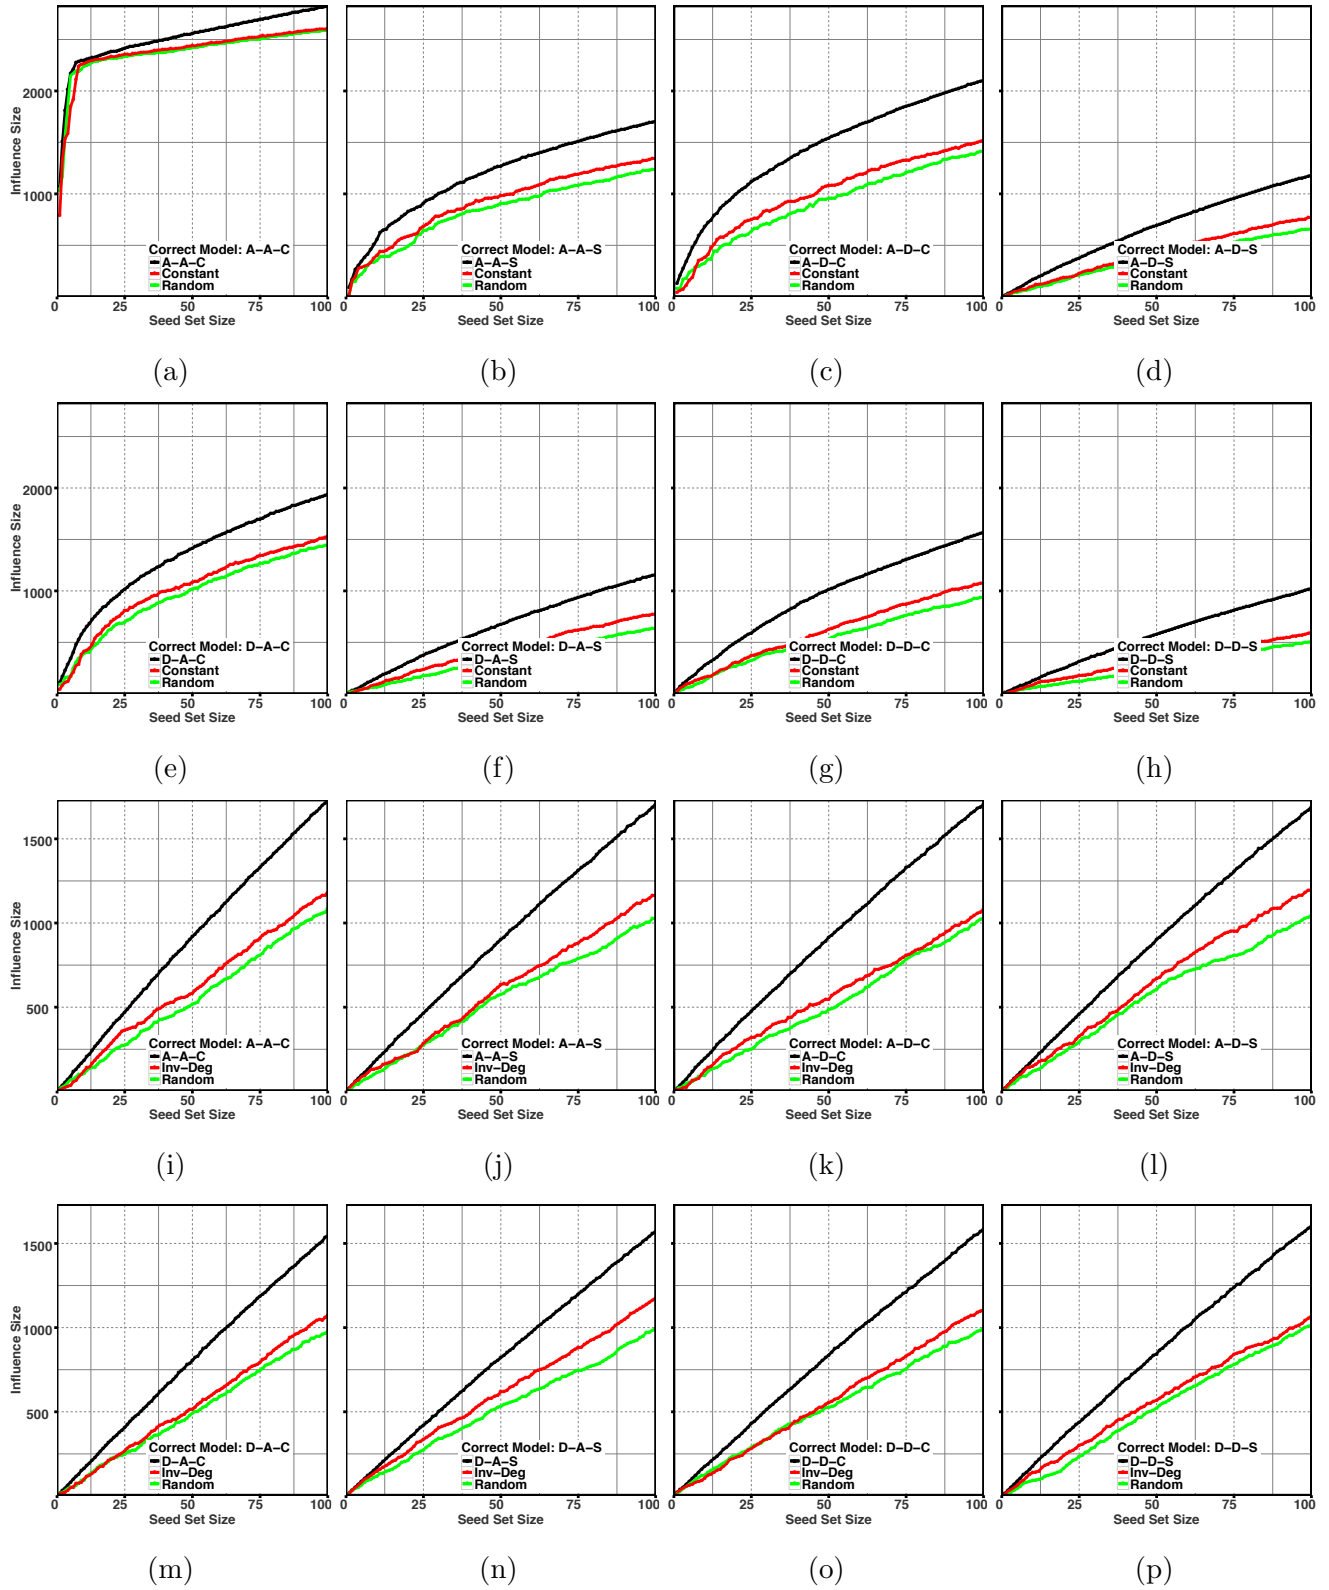 Influence Size
2000
1000
Correct Model: A−A−C
A−A−C
Constant
Random
0 25 50 75 100
Seed Set Size
(a)
Correct Model: A−A−S
A−A−S
Constant
Random
0 25 50 75 100
Seed Set Size
(b)
Correct Model: A−D−C
A−D−C
Constant
Random
0 25 50 75 100
Seed Set Size
(c)
Correct Model: A−D−S
A−D−S
Constant
Random
0 25 50 75 100
Seed Set Size
(d)
Influence Size
2000
1000
Correct Model: D−A−C
D−A−C
Constant
Random
0 25 50 75 100
Seed Set Size
(e)
Correct Model: D−A−S
D−A−S
Constant
Random
0 25 50 75 100
Seed Set Size
(f)
Correct Model: D−D−C
D−D−C
Constant
Random
0 25 50 75 100
Seed Set Size
(g)
Correct Model: D−D−S
D−D−S
Constant
Random
0 25 50 75 100
Seed Set Size
(h)
Influence Size
1500
1000
500
Correct Model: A−A−C
A−A−C
Inv−Deg
Random
0 25 50 75 100
Seed Set Size
(i)
Correct Model: A−A−S
A−A−S
Inv−Deg
Random
0 25 50 75 100
Seed Set Size
(j)
Correct Model: A−D−C
A−D−C
Inv−Deg
Random
0 25 50 75 100
Seed Set Size
(k)
Correct Model: A−D−S
A−D−S
Inv−Deg
Random
0 25 50 75 100
Seed Set Size
(l)
Influence Size
1500
1000
500
Correct Model: D−A−C
D−A−C
Inv−Deg
Random
0 25 50 75 100
Seed Set Size
(m)
Correct Model: D−A−S
D−A−S
Inv−Deg
Random
0 25 50 75 100
Seed Set Size
(n)
Correct Model: D−D−C
D−D−C
Inv−Deg
Random
0 25 50 75 100
Seed Set Size
(o)
Correct Model: D−D−S
D−D−S
Inv−Deg
Random
0 25 50 75 100
Seed Set Size
(p)